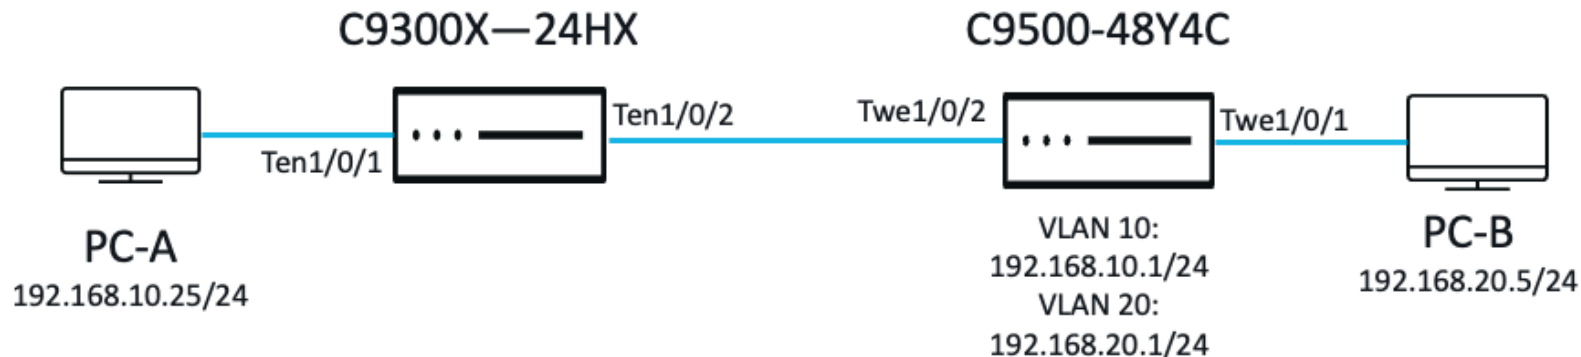 C9300X—24HX
C9500-48Y4C
Ten1/0/1
Ten1/0/2
Twe1/0/2
Twe1/0/1
PC-A
192.168.10.25/24
VLAN 10:
192.168.10.1/24
VLAN 20:
192.168.20.1/24
PC-B
192.168.20.5/24